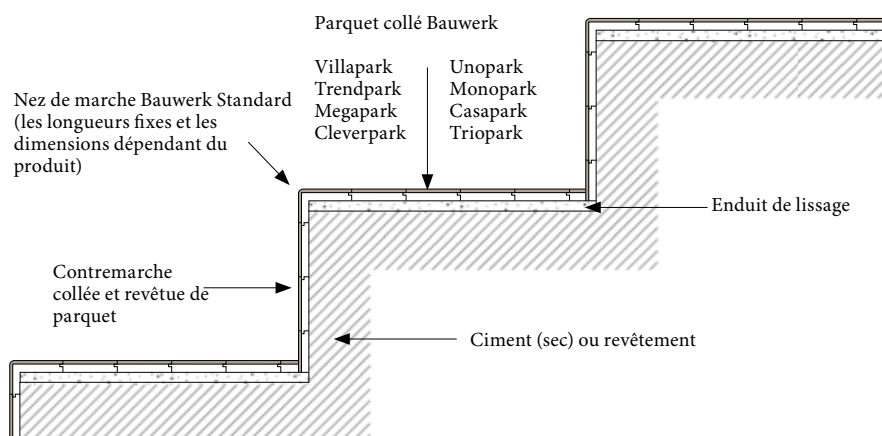 Parquet collé Bauwerk
Villapark
Trendpark
Megapark
Cleverpark
Unopark
Monopark
Casapark
Triopark
Nez de marche Bauwerk Standard
(les longueurs fixes et les
dimensions dépendant du
produit)
Enduit de lissage
Contremarche
collée et revêtue de
parquet
Ciment (sec) ou revêtement